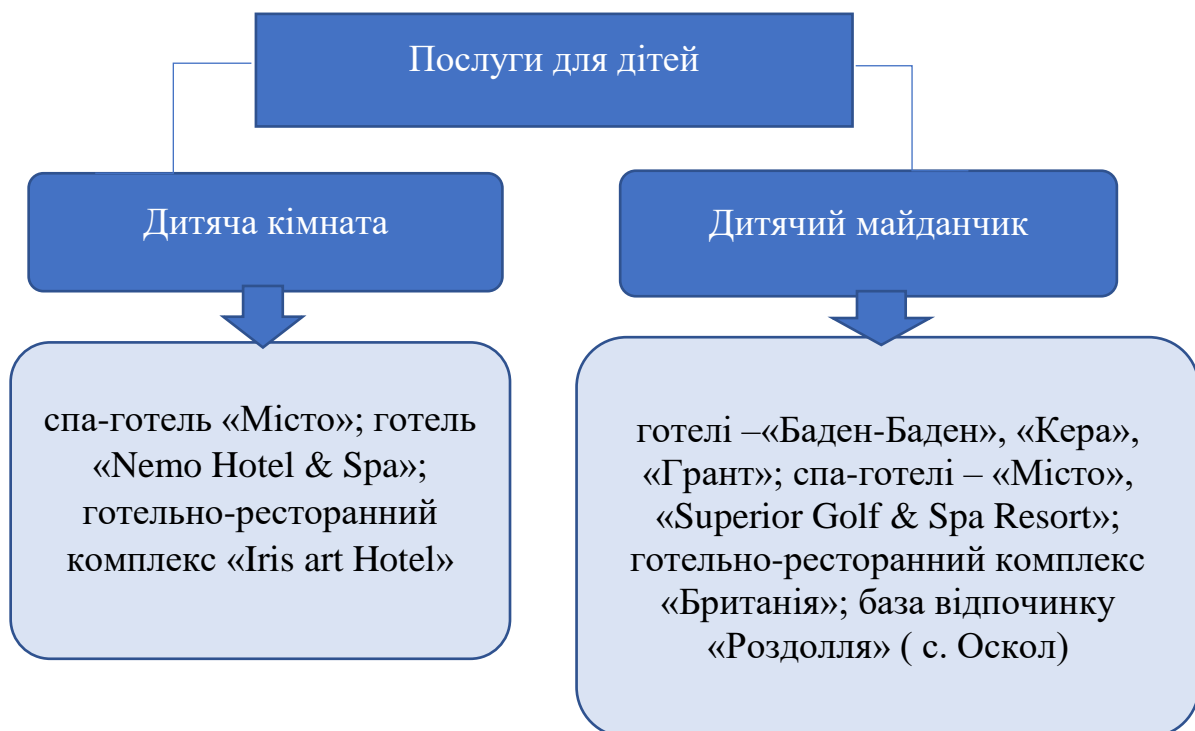 Послуги для дітей
Дитяча кімната
Дитячий майданчик
спа-готель «Місто»; готель
«Nemo Hotel & Spa»;
готельно-ресторанний
комплекс «Iris art Hotel»
готелі –«Баден-Баден», «Кера»,
«Грант»; спа-готелі – «Місто»,
«Superior Golf & Spa Resort»;
готельно-ресторанний комплекс
«Британія»; база відпочинку
«Роздолля» ( с. Оскол)